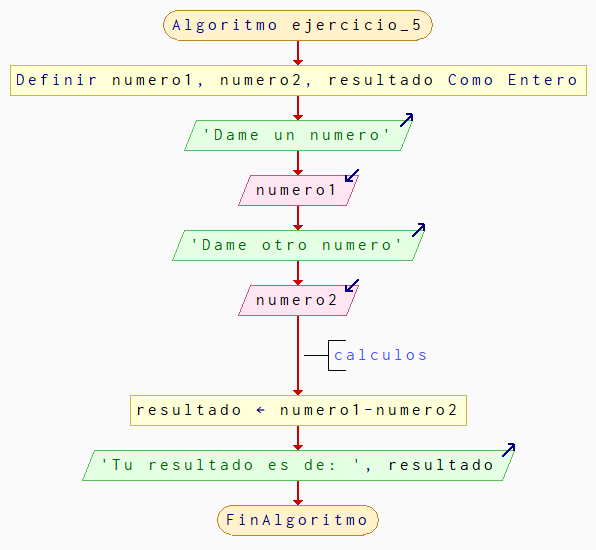 Algoritmo ejercicio_5
Definir numero1, numero2, resultado Como Entero
'Dame un numero'
numero1
'Dame otro numero'
numero2
calculos
resultado ← numero1-numero2
'Tu resultado es de: ', resultado
FinAlgoritmo